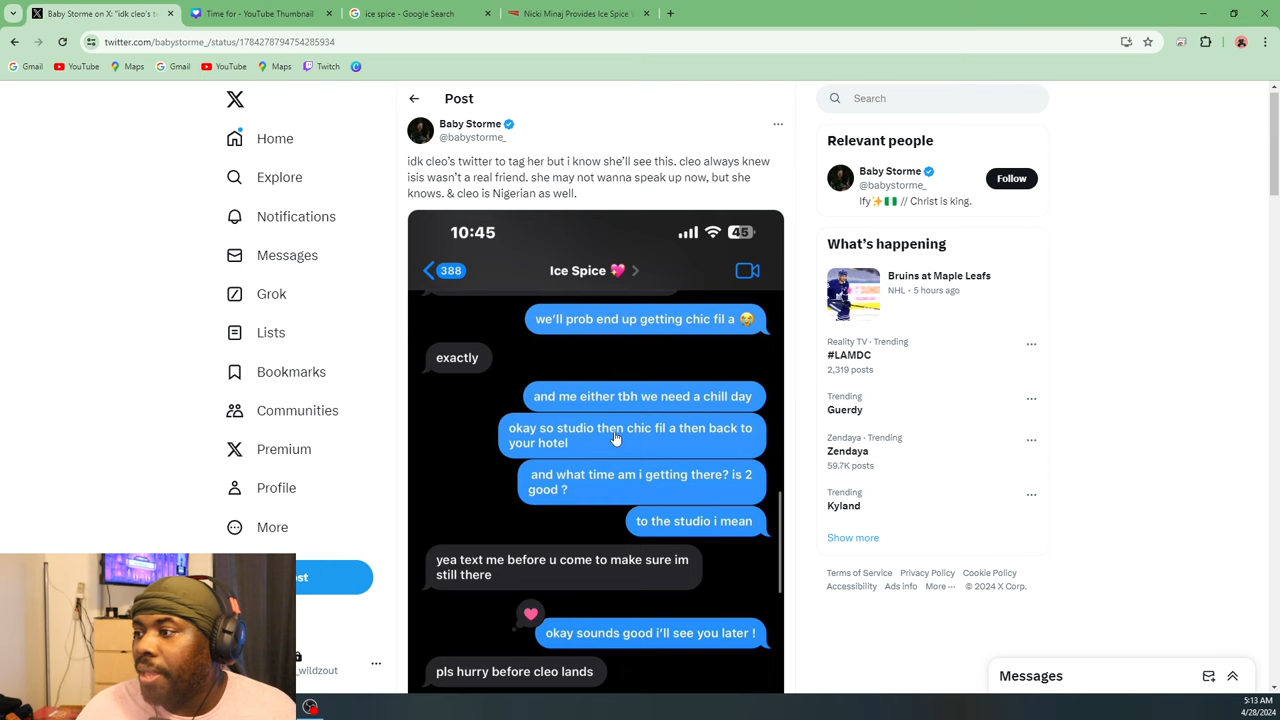 Baby Storme on X: "idk cleo's t
Time for - YouTube Thumbnail
ice spice - Google Search
Nicki Minaj Provides Ice Spice
twitter.com/babystorme_/status/1784278794754285934
Gmail
YouTube
Maps
Gmail
YouTube
Maps
Twitch
Home
Explore
Notifications
Messages
Grok
Lists
Bookmarks
Communities
Premium
Profile
More
ost
_wildzout
Post
Baby Storme
@babystorme_
idk cleo's twitter to tag her but i know she'll see this. cleo always knew
isis wasn't a real friend. she may not wanna speak up now, but she
knows. & cleo is Nigerian as well.
10:45
45
388
Ice Spice 💖
we'll prob end up getting chic fil a 😭
exactly
and me either tbh we need a chill day
okay so studio then chic fil a then back to
your hotel
and what time am i getting there? is 2
good ?
to the studio i mean
yea text me before u come to make sure im
still there
okay sounds good i'll see you later !
pls hurry before cleo lands
Search
Relevant people
Baby Storme
@babystorme_
Follow
Ify✨🇳🇬 // Christ is king.
What's happening
Bruins at Maple Leafs
NHL · 5 hours ago
Reality TV · Trending
#LAMDC
2,319 posts
Trending
Guerdy
Zendaya · Trending
Zendaya
59.7K posts
Trending
Kyland
Show more
Terms of Service Privacy Policy Cookie Policy
Accessibility Ads info More ··· © 2024 X Corp.
Messages
5:13 AM
4/28/2024